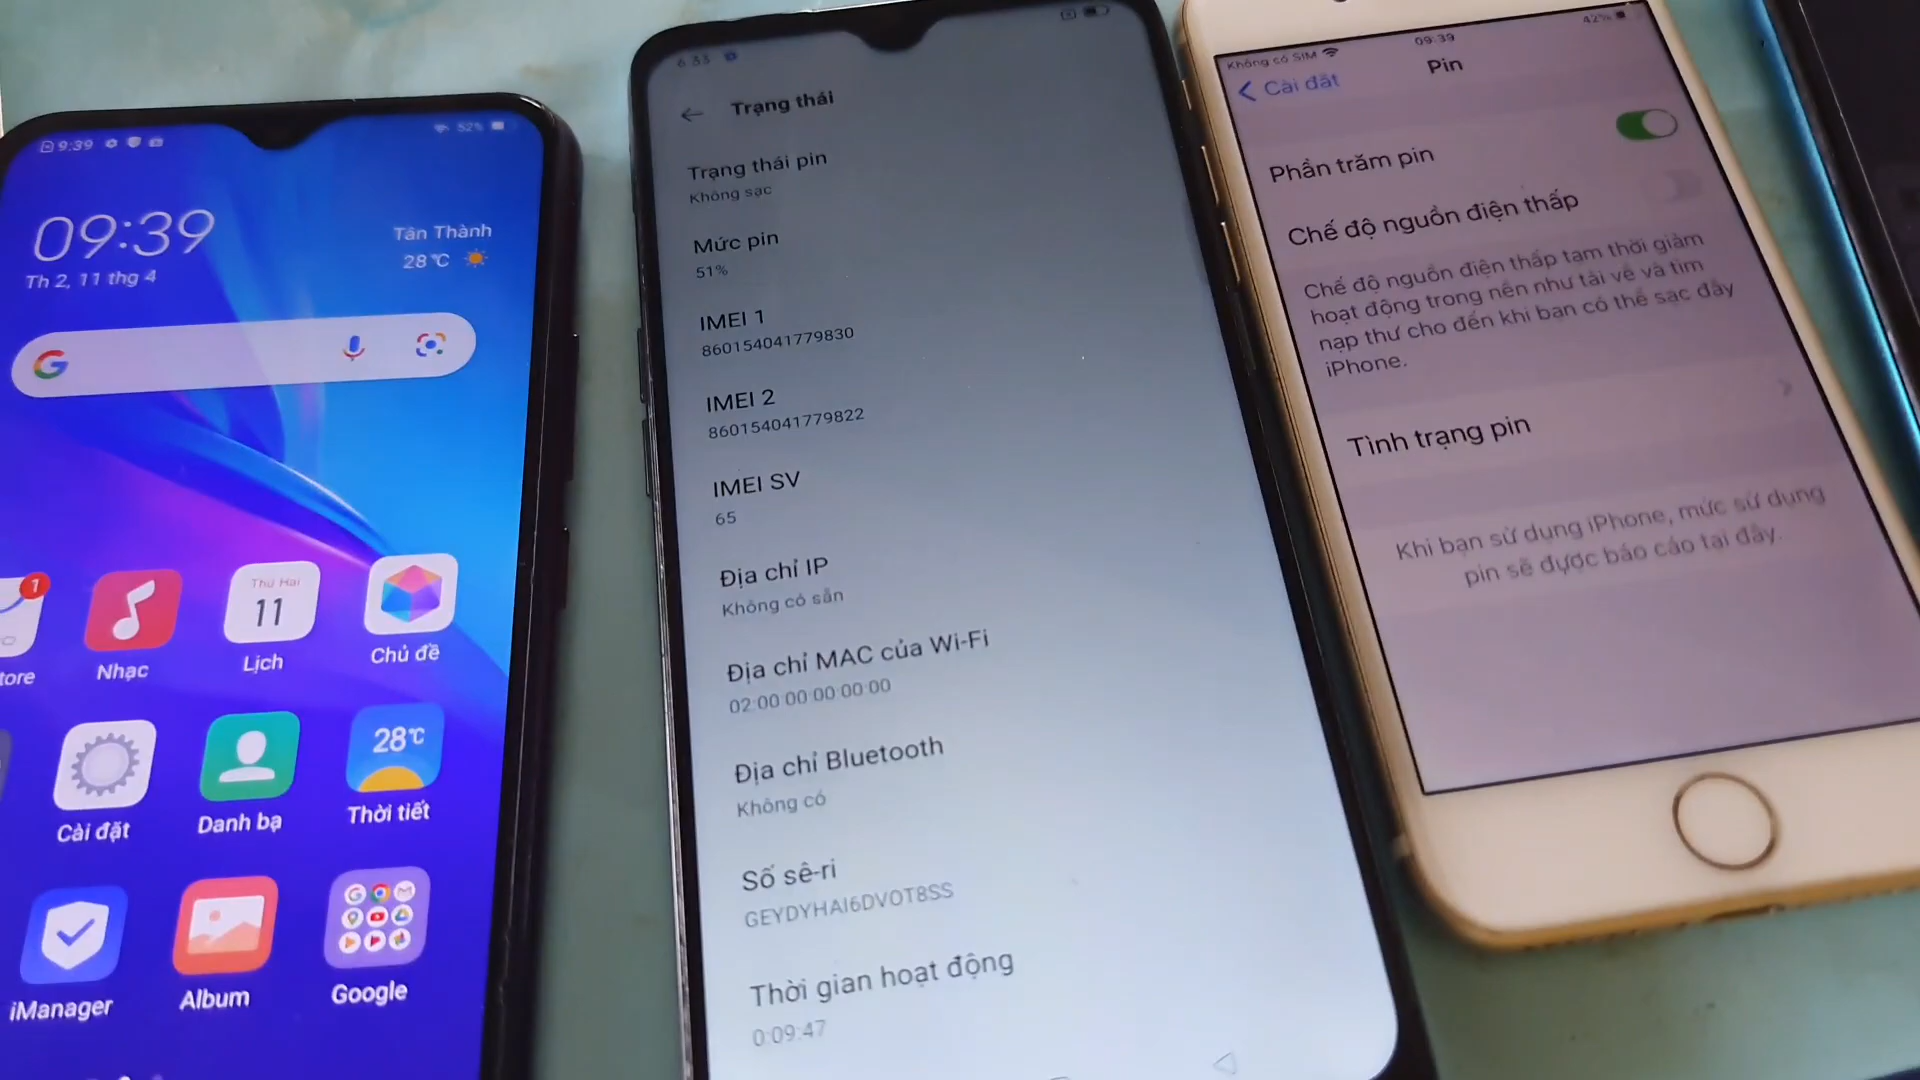 9:39
52%
09:39
Th 2, 11 thg 4
Tân Thành
28°C
1
tore
Nhạc
Thứ Hai
11
Lịch
Chủ đề
Cài đặt
Danh bạ
28°C
Thời tiết
iManager
Album
Google
6:33
Trạng thái
Trạng thái pin
Không sạc
Mức pin
51%
IMEI 1
860154041779830
IMEI 2
860154041779822
IMEI SV
65
Địa chỉ IP
Không có sẵn
Địa chỉ MAC của Wi-Fi
02:00:00:00:00:00
Địa chỉ Bluetooth
Không có
Số sê-ri
GEYDYHAI6DVOT8SS
Thời gian hoạt động
0:09:47
Không có SIM
09:39
42%
Cài đặt
Pin
Phần trăm pin
Chế độ nguồn điện thấp
Chế độ nguồn điện thấp tạm thời giảm
hoạt động trong nền như tải về và tìm
nạp thư cho đến khi bạn có thể sạc đầy
iPhone.
Tình trạng pin
Khi bạn sử dụng iPhone, mức sử dụng
pin sẽ được báo cáo tại đây.